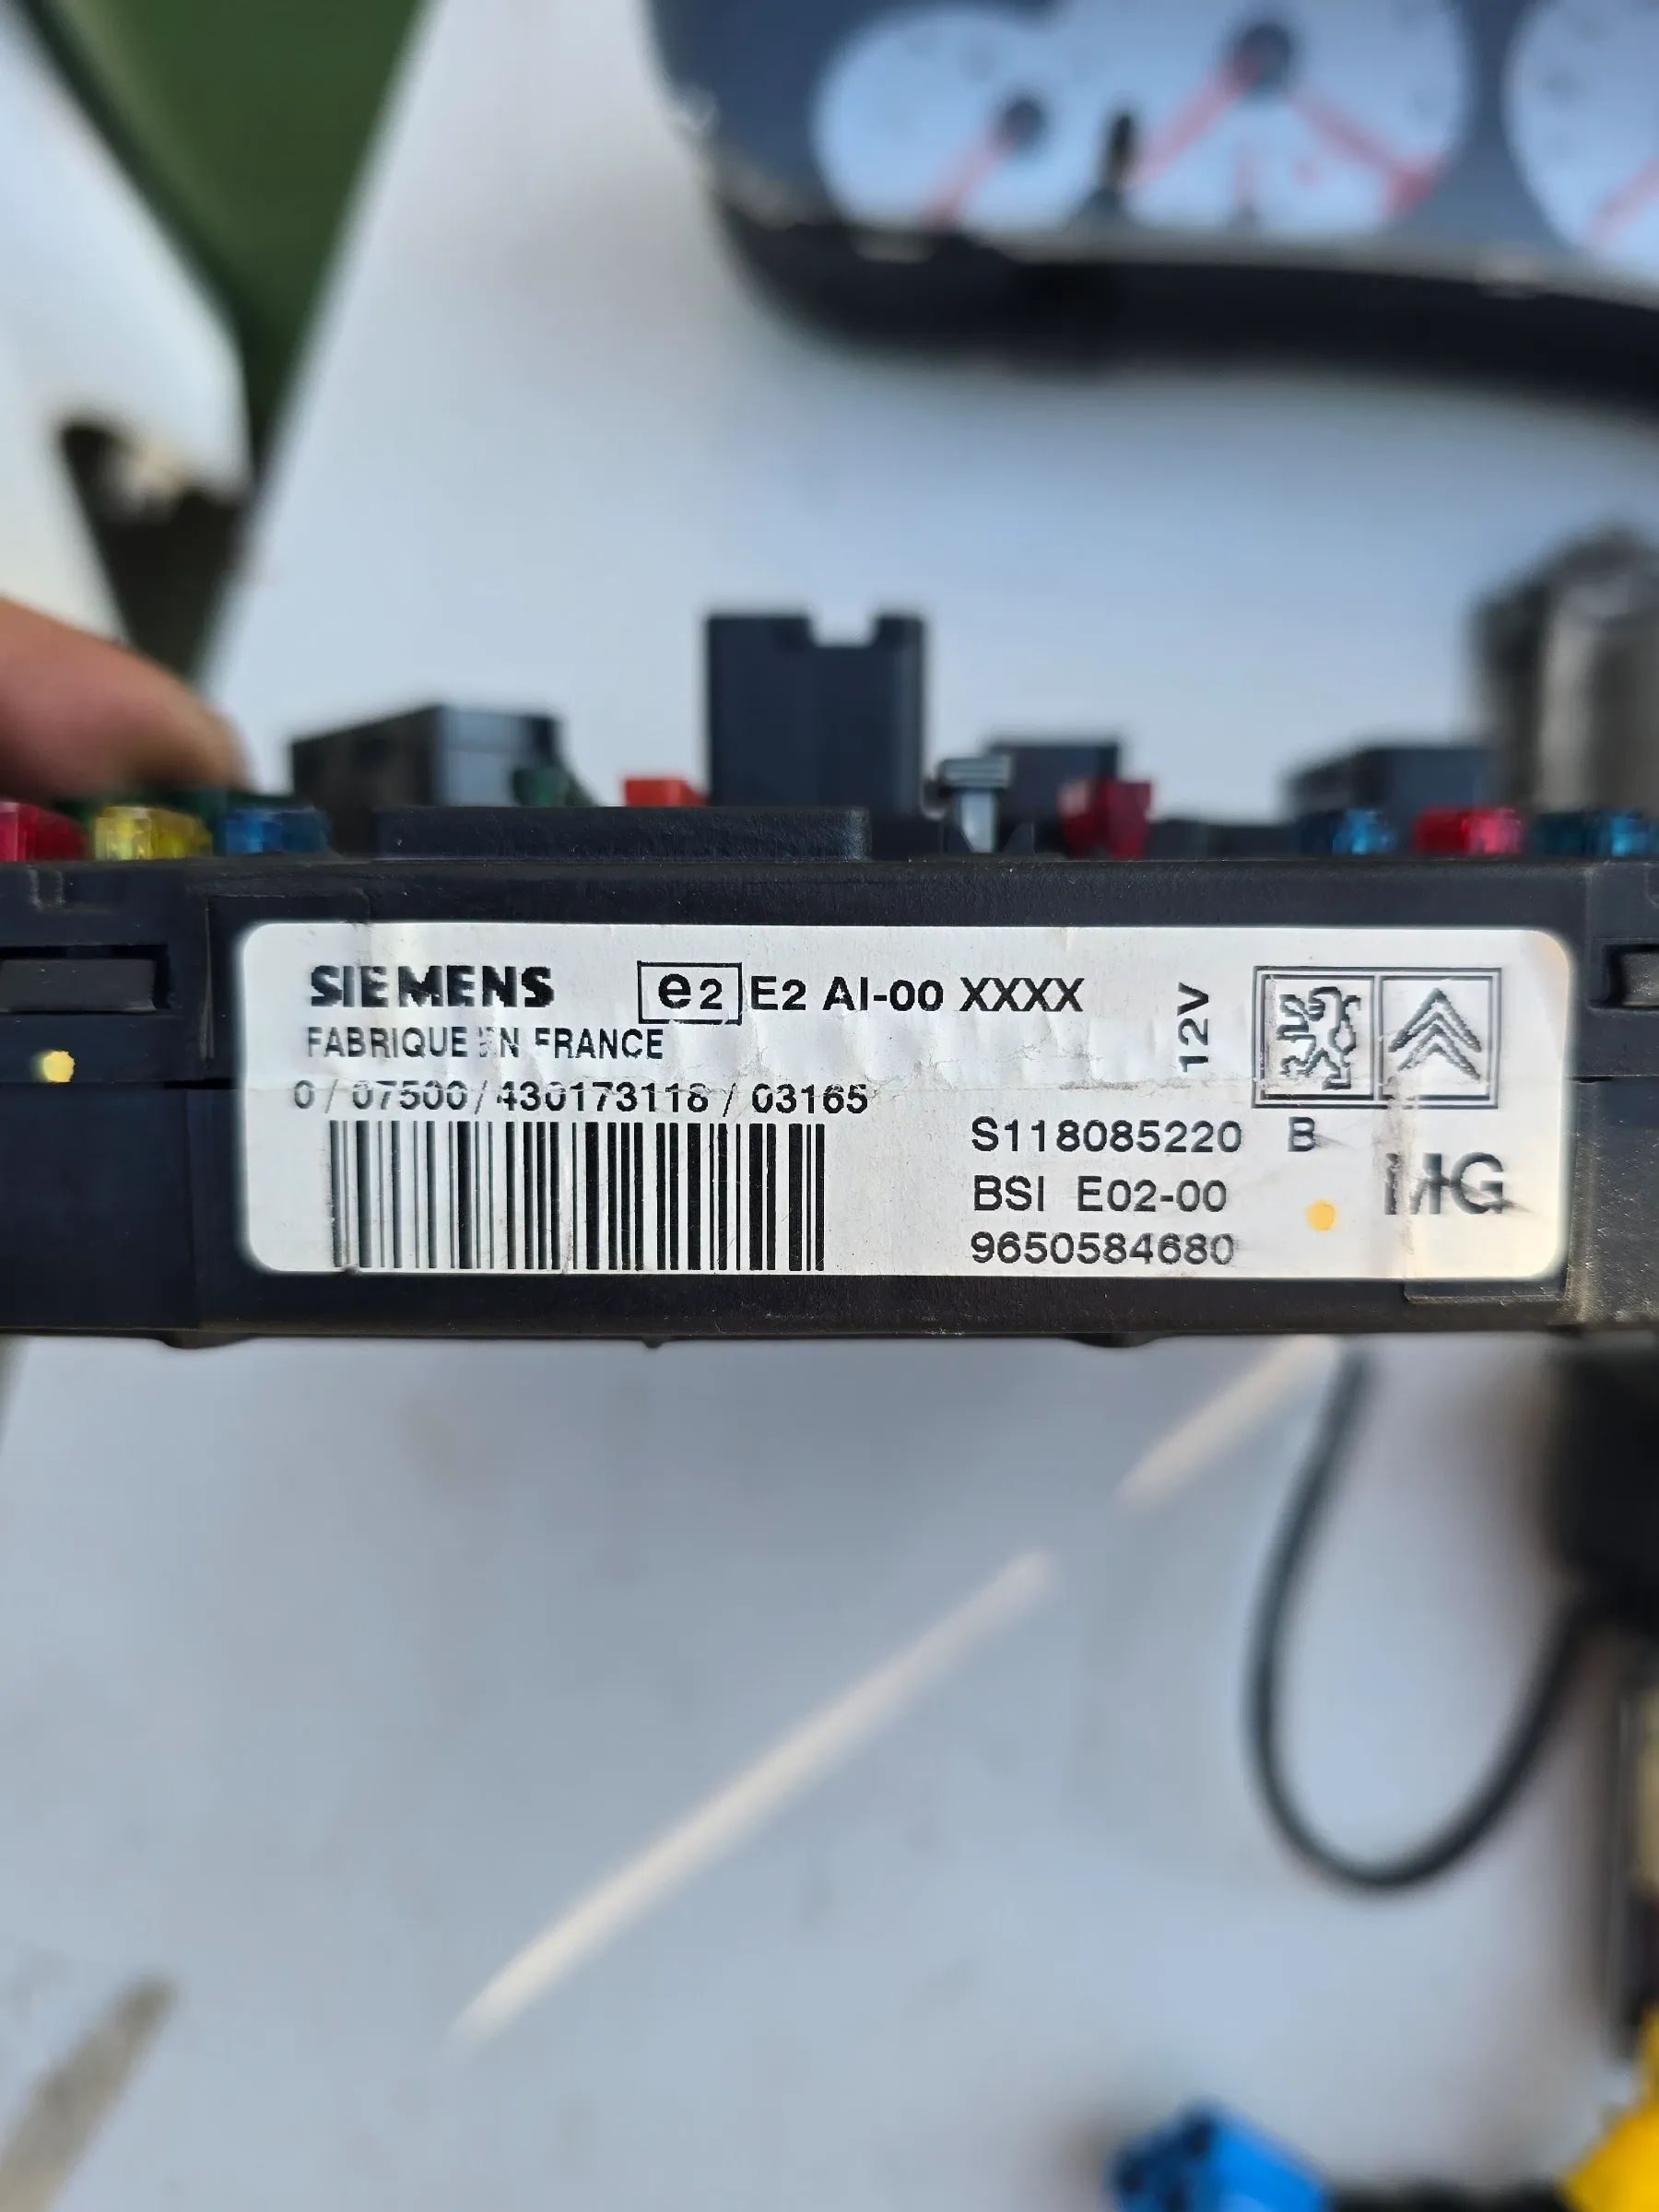 SIEMENS
e2 E2 AI-00 XXXX
12V
FABRIQUE EN FRANCE
0/07500/430173118/03165
S118085220 B
BSI E02-00
MG
9650584680